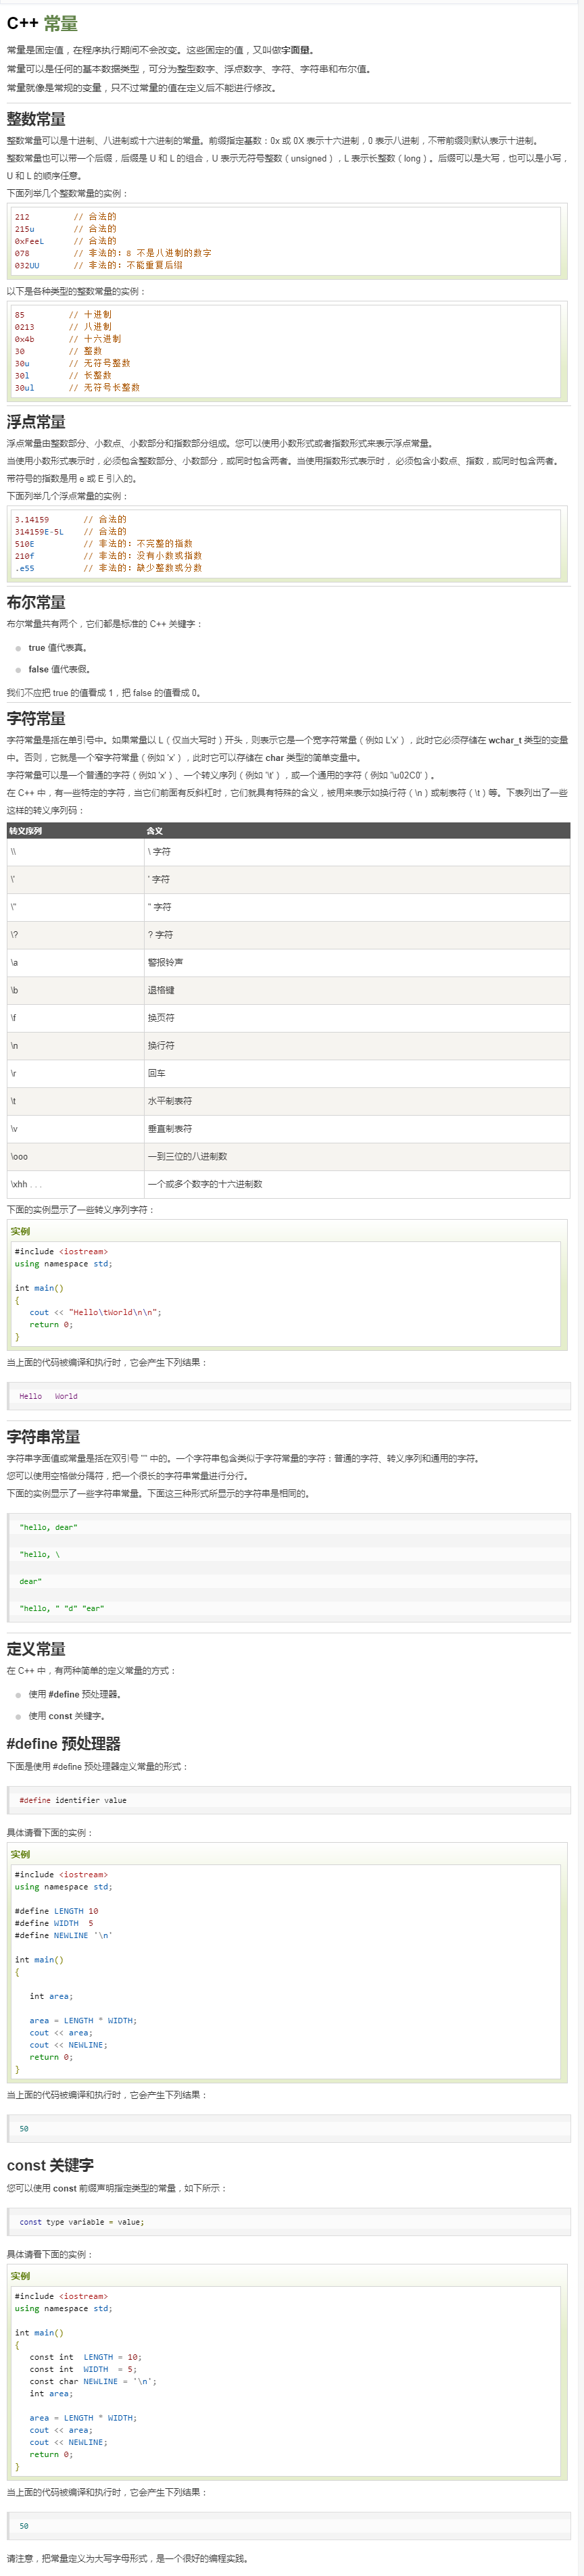 C++ 常量
常量是固定值，在程序执行期间不会改变。这些固定的值，又叫做字面量。
常量可以是任何的基本数据类型，可分为整型数字、浮点数字、字符、字符串和布尔值。
常量就像是常规的变量，只不过常量的值在定义后不能进行修改。
整数常量
整数常量可以是十进制、八进制或十六进制的常量。前缀指定基数：0x 或 0X 表示十六进制，0 表示八进制，不带前缀则默认表示十进制。
整数常量也可以带一个后缀，后缀是 U 和 L 的组合，U 表示无符号整数（unsigned），L 表示长整数（long）。后缀可以是大写，也可以是小写，
U 和 L 的顺序任意。
下面列举几个整数常量的实例：
212         // 合法的
215u        // 合法的
0xFeeL      // 合法的
078         // 非法的：8 不是八进制的数字
032UU       // 非法的：不能重复后缀
以下是各种类型的整数常量的实例：
85         // 十进制
0213       // 八进制
0x4b       // 十六进制
30         // 整数
30u        // 无符号整数
30l        // 长整数
30ul       // 无符号长整数
浮点常量
浮点常量由整数部分、小数点、小数部分和指数部分组成。您可以使用小数形式或者指数形式来表示浮点常量。
当使用小数形式表示时，必须包含整数部分、小数部分，或同时包含两者。当使用指数形式表示时， 必须包含小数点、指数，或同时包含两者。
带符号的指数是用 e 或 E 引入的。
下面列举几个浮点常量的实例：
3.14159       // 合法的
314159E-5L    // 合法的
510E          // 非法的：不完整的指数
210f          // 非法的：没有小数或指数
.e55          // 非法的：缺少整数或分数
布尔常量
布尔常量共有两个，它们都是标准的 C++ 关键字：
true 值代表真。
false 值代表假。
我们不应把 true 的值看成 1，把 false 的值看成 0。
字符常量
字符常量是括在单引号中。如果常量以 L（仅当大写时）开头，则表示它是一个宽字符常量（例如 L'x'），此时它必须存储在 wchar_t 类型的变量
中。否则，它就是一个窄字符常量（例如 'x'），此时它可以存储在 char 类型的简单变量中。
字符常量可以是一个普通的字符（例如 'x'）、一个转义序列（例如 '\t'），或一个通用的字符（例如 '\u02C0'）。
在 C++ 中，有一些特定的字符，当它们前面有反斜杠时，它们就具有特殊的含义，被用来表示如换行符（\n）或制表符（\t）等。下表列出了一些
这样的转义序列码：
转义序列 含义
\\ \ 字符
\' ' 字符
\" " 字符
\? ? 字符
\a 警报铃声
\b 退格键
\f 换页符
\n 换行符
\r 回车
\t 水平制表符
\v 垂直制表符
\ooo 一到三位的八进制数
\xhh . . . 一个或多个数字的十六进制数
下面的实例显示了一些转义序列字符：
实例
#include <iostream>
using namespace std;
int main()
{
cout << "Hello\tWorld\n\n";
return 0;
}
当上面的代码被编译和执行时，它会产生下列结果：
Hello   World
字符串常量
字符串字面值或常量是括在双引号 "" 中的。一个字符串包含类似于字符常量的字符：普通的字符、转义序列和通用的字符。
您可以使用空格做分隔符，把一个很长的字符串常量进行分行。
下面的实例显示了一些字符串常量。下面这三种形式所显示的字符串是相同的。
"hello, dear"
"hello, \
dear"
"hello, " "d" "ear"
定义常量
在 C++ 中，有两种简单的定义常量的方式：
使用 #define 预处理器。
使用 const 关键字。
#define 预处理器
下面是使用 #define 预处理器定义常量的形式：
#define identifier value
具体请看下面的实例：
实例
#include <iostream>
using namespace std;
#define LENGTH 10
#define WIDTH  5
#define NEWLINE '\n'
int main()
{
int area;
area = LENGTH * WIDTH;
cout << area;
cout << NEWLINE;
return 0;
}
当上面的代码被编译和执行时，它会产生下列结果：
50
const 关键字
您可以使用 const 前缀声明指定类型的常量，如下所示：
const type variable = value;
具体请看下面的实例：
实例
#include <iostream>
using namespace std;
int main()
{
const int  LENGTH = 10;
const int  WIDTH  = 5;
const char NEWLINE = '\n';
int area;
area = LENGTH * WIDTH;
cout << area;
cout << NEWLINE;
return 0;
}
当上面的代码被编译和执行时，它会产生下列结果：
50
请注意，把常量定义为大写字母形式，是一个很好的编程实践。